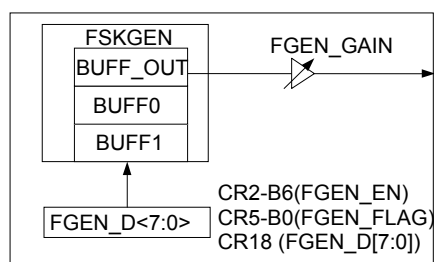 FSKGEN
FGEN_GAIN
BUFF_OUT
BUFF0
BUFF1
CR2-B6(FGEN_EN)
FGEN_D<7:0>
CR5-B0(FGEN_FLAG)
CR18 (FGEN_D[7:0])